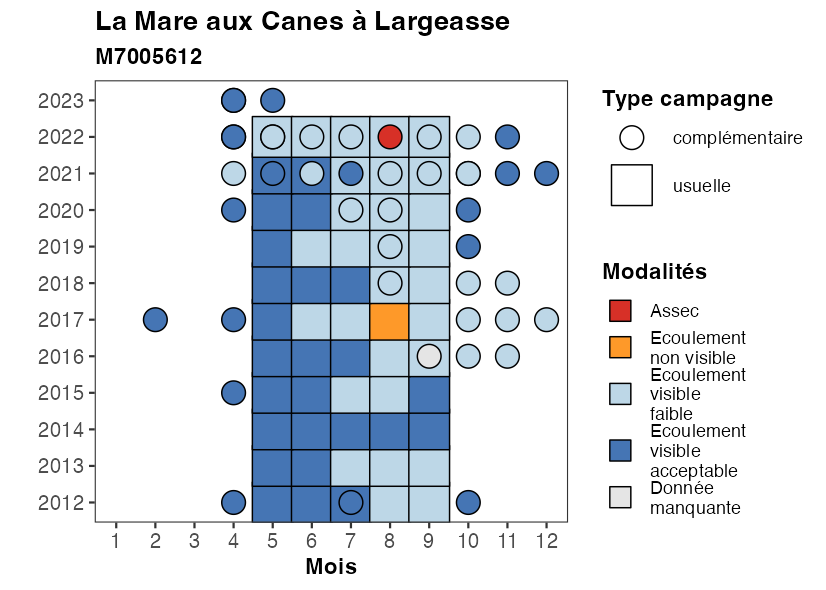 La Mare aux Canes à Largeasse
M7005612
2023
2022
2021
2020
2019
2018
2017
2016
2015
2014
2013
2012
1 2 3 4 5 6 7 8 9 10 11 12
Mois
Type campagne
complémentaire
usuelle
Modalités
Assec
Ecoulement
non visible
Ecoulement
visible
faible
Ecoulement
visible
acceptable
Donnée
manquante